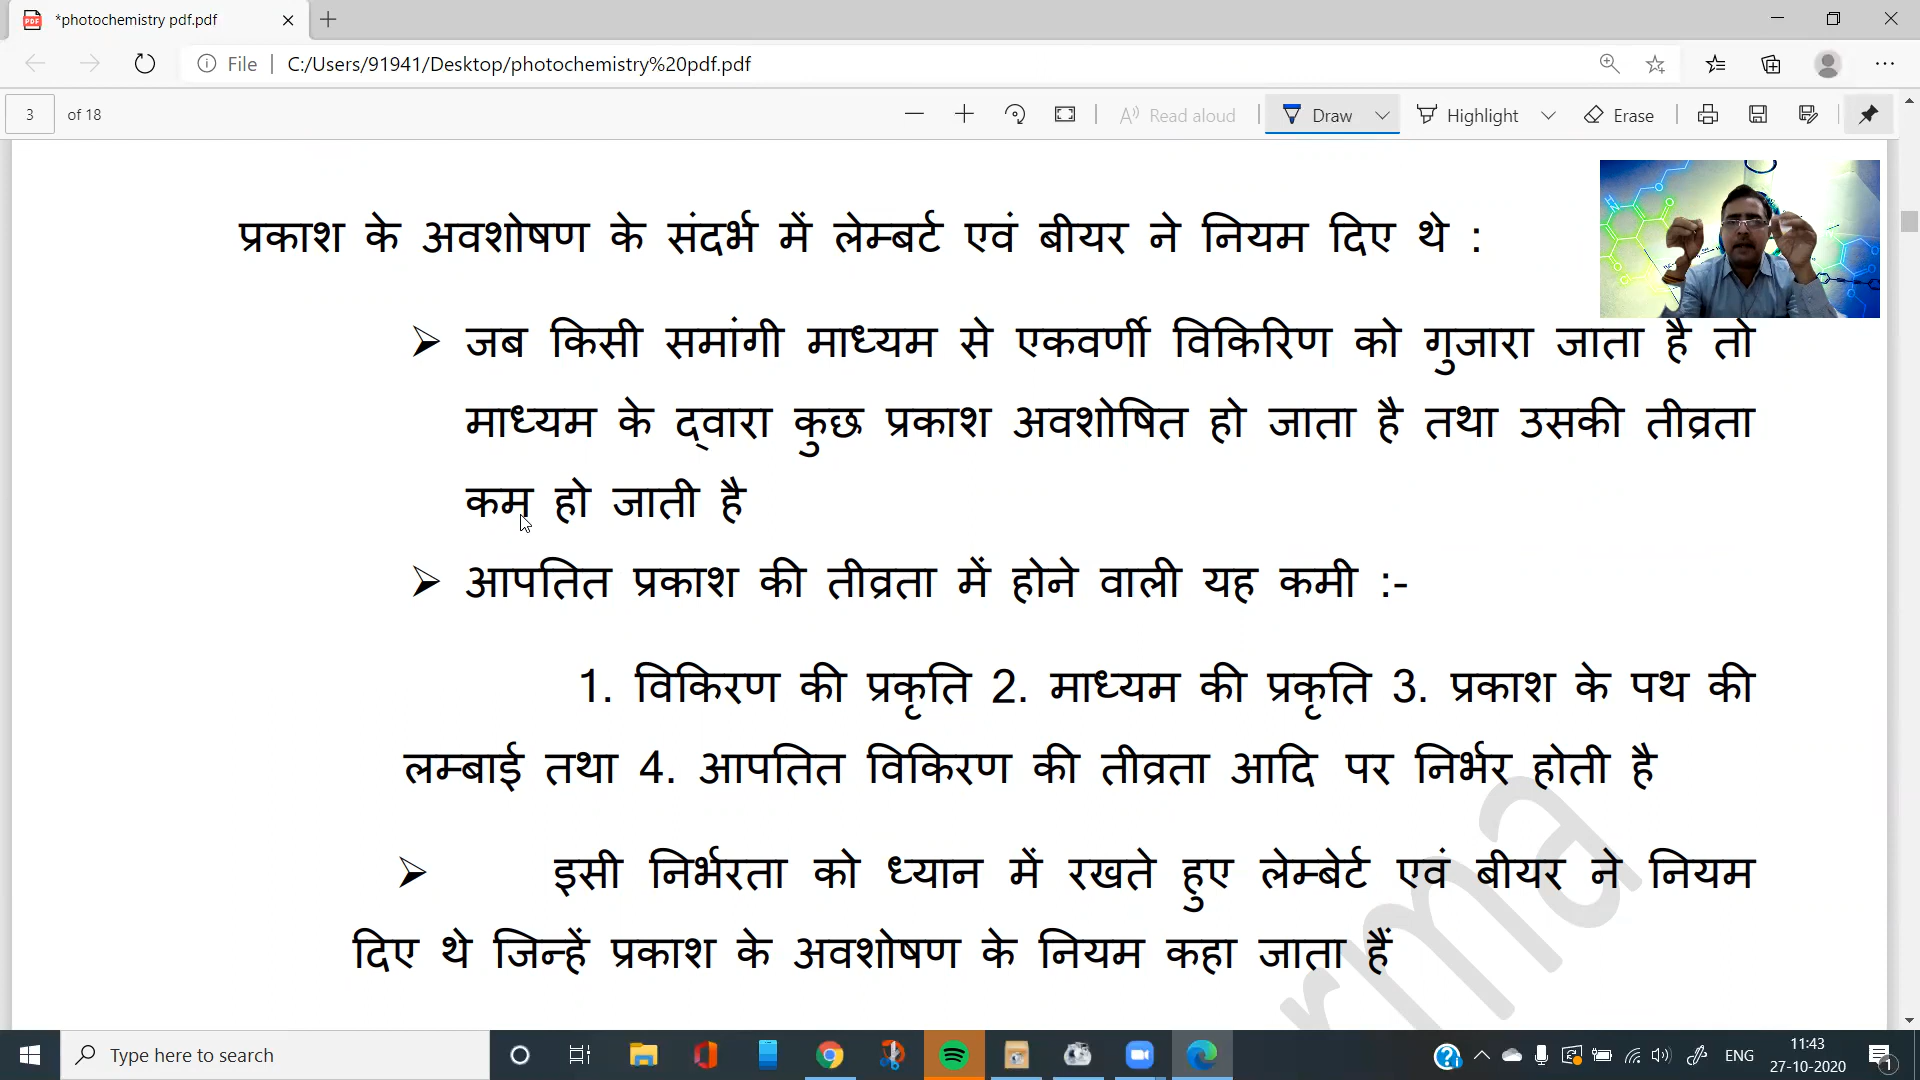 *photochemistry pdf.pdf
File
C:/Users/91941/Desktop/photochemistry%20pdf.pdf
3 of 18
Read aloud
Draw
Highlight
Erase
प्रकाश के अवशोषण के संदर्भ में लेम्बर्ट एवं बीयर ने नियम दिए थे :
➢ जब किसी समांगी माध्यम से एकवर्णी विकिरिण को गुजारा जाता है तो
माध्यम के द्वारा कुछ प्रकाश अवशोषित हो जाता है तथा उसकी तीव्रता
कम हो जाती है
➢ आपतित प्रकाश की तीव्रता में होने वाली यह कमी :-
1. विकिरण की प्रकृति 2. माध्यम की प्रकृति 3. प्रकाश के पथ की
लम्बाई तथा 4. आपतित विकिरण की तीव्रता आदि पर निर्भर होती है
➢ इसी निर्भरता को ध्यान में रखते हुए लेम्बेर्ट एवं बीयर ने नियम
दिए थे जिन्हें प्रकाश के अवशोषण के नियम कहा जाता हैं
rma
Type here to search
ENG
11:43
27-10-2020
1